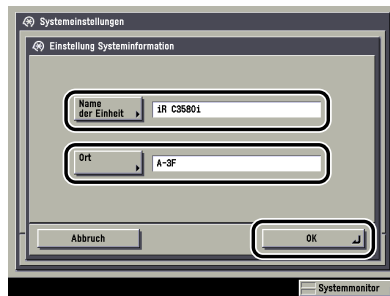 Systemeinstellungen
Einstellung Systeminformation
Name
der Einheit
iR C3580i
Ort
A-3F
Abbruch
OK
Systemmonitor